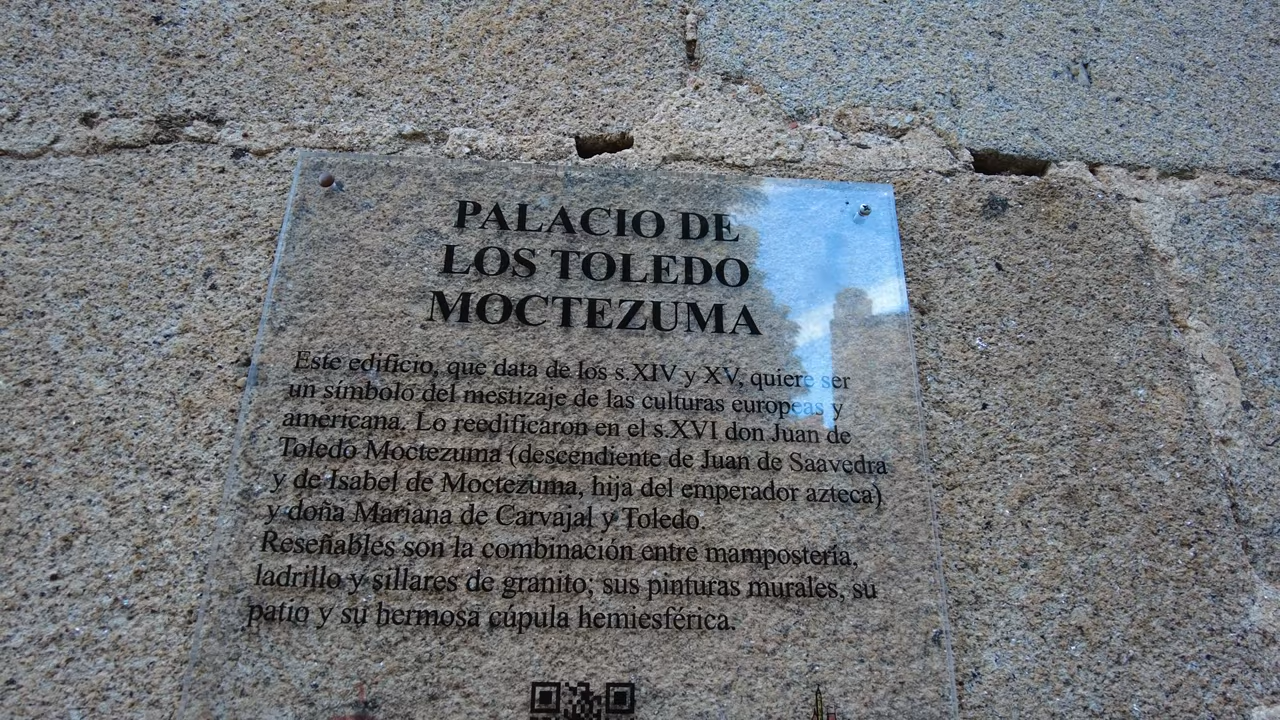 PALACIO DE
LOS TOLEDO
MOCTEZUMA
Este edificio, que data de los s.XIV y XV, quiere ser
un símbolo del mestizaje de las culturas europeas y
americana. Lo reedificaron en el s.XVI don Juan de
Toledo Moctezuma (descendiente de Juan de Saavedra
y de Isabel de Moctezuma, hija del emperador azteca)
y doña Mariana de Carvajal y Toledo.
Reseñables son la combinación entre mampostería,
ladrillo y sillares de granito; sus pinturas murales, su
patio y su hermosa cúpula hemiesférica.